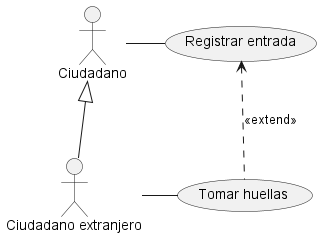 Registrar entrada
Ciudadano
«extend»
Tomar huellas
Ciudadano extranjero